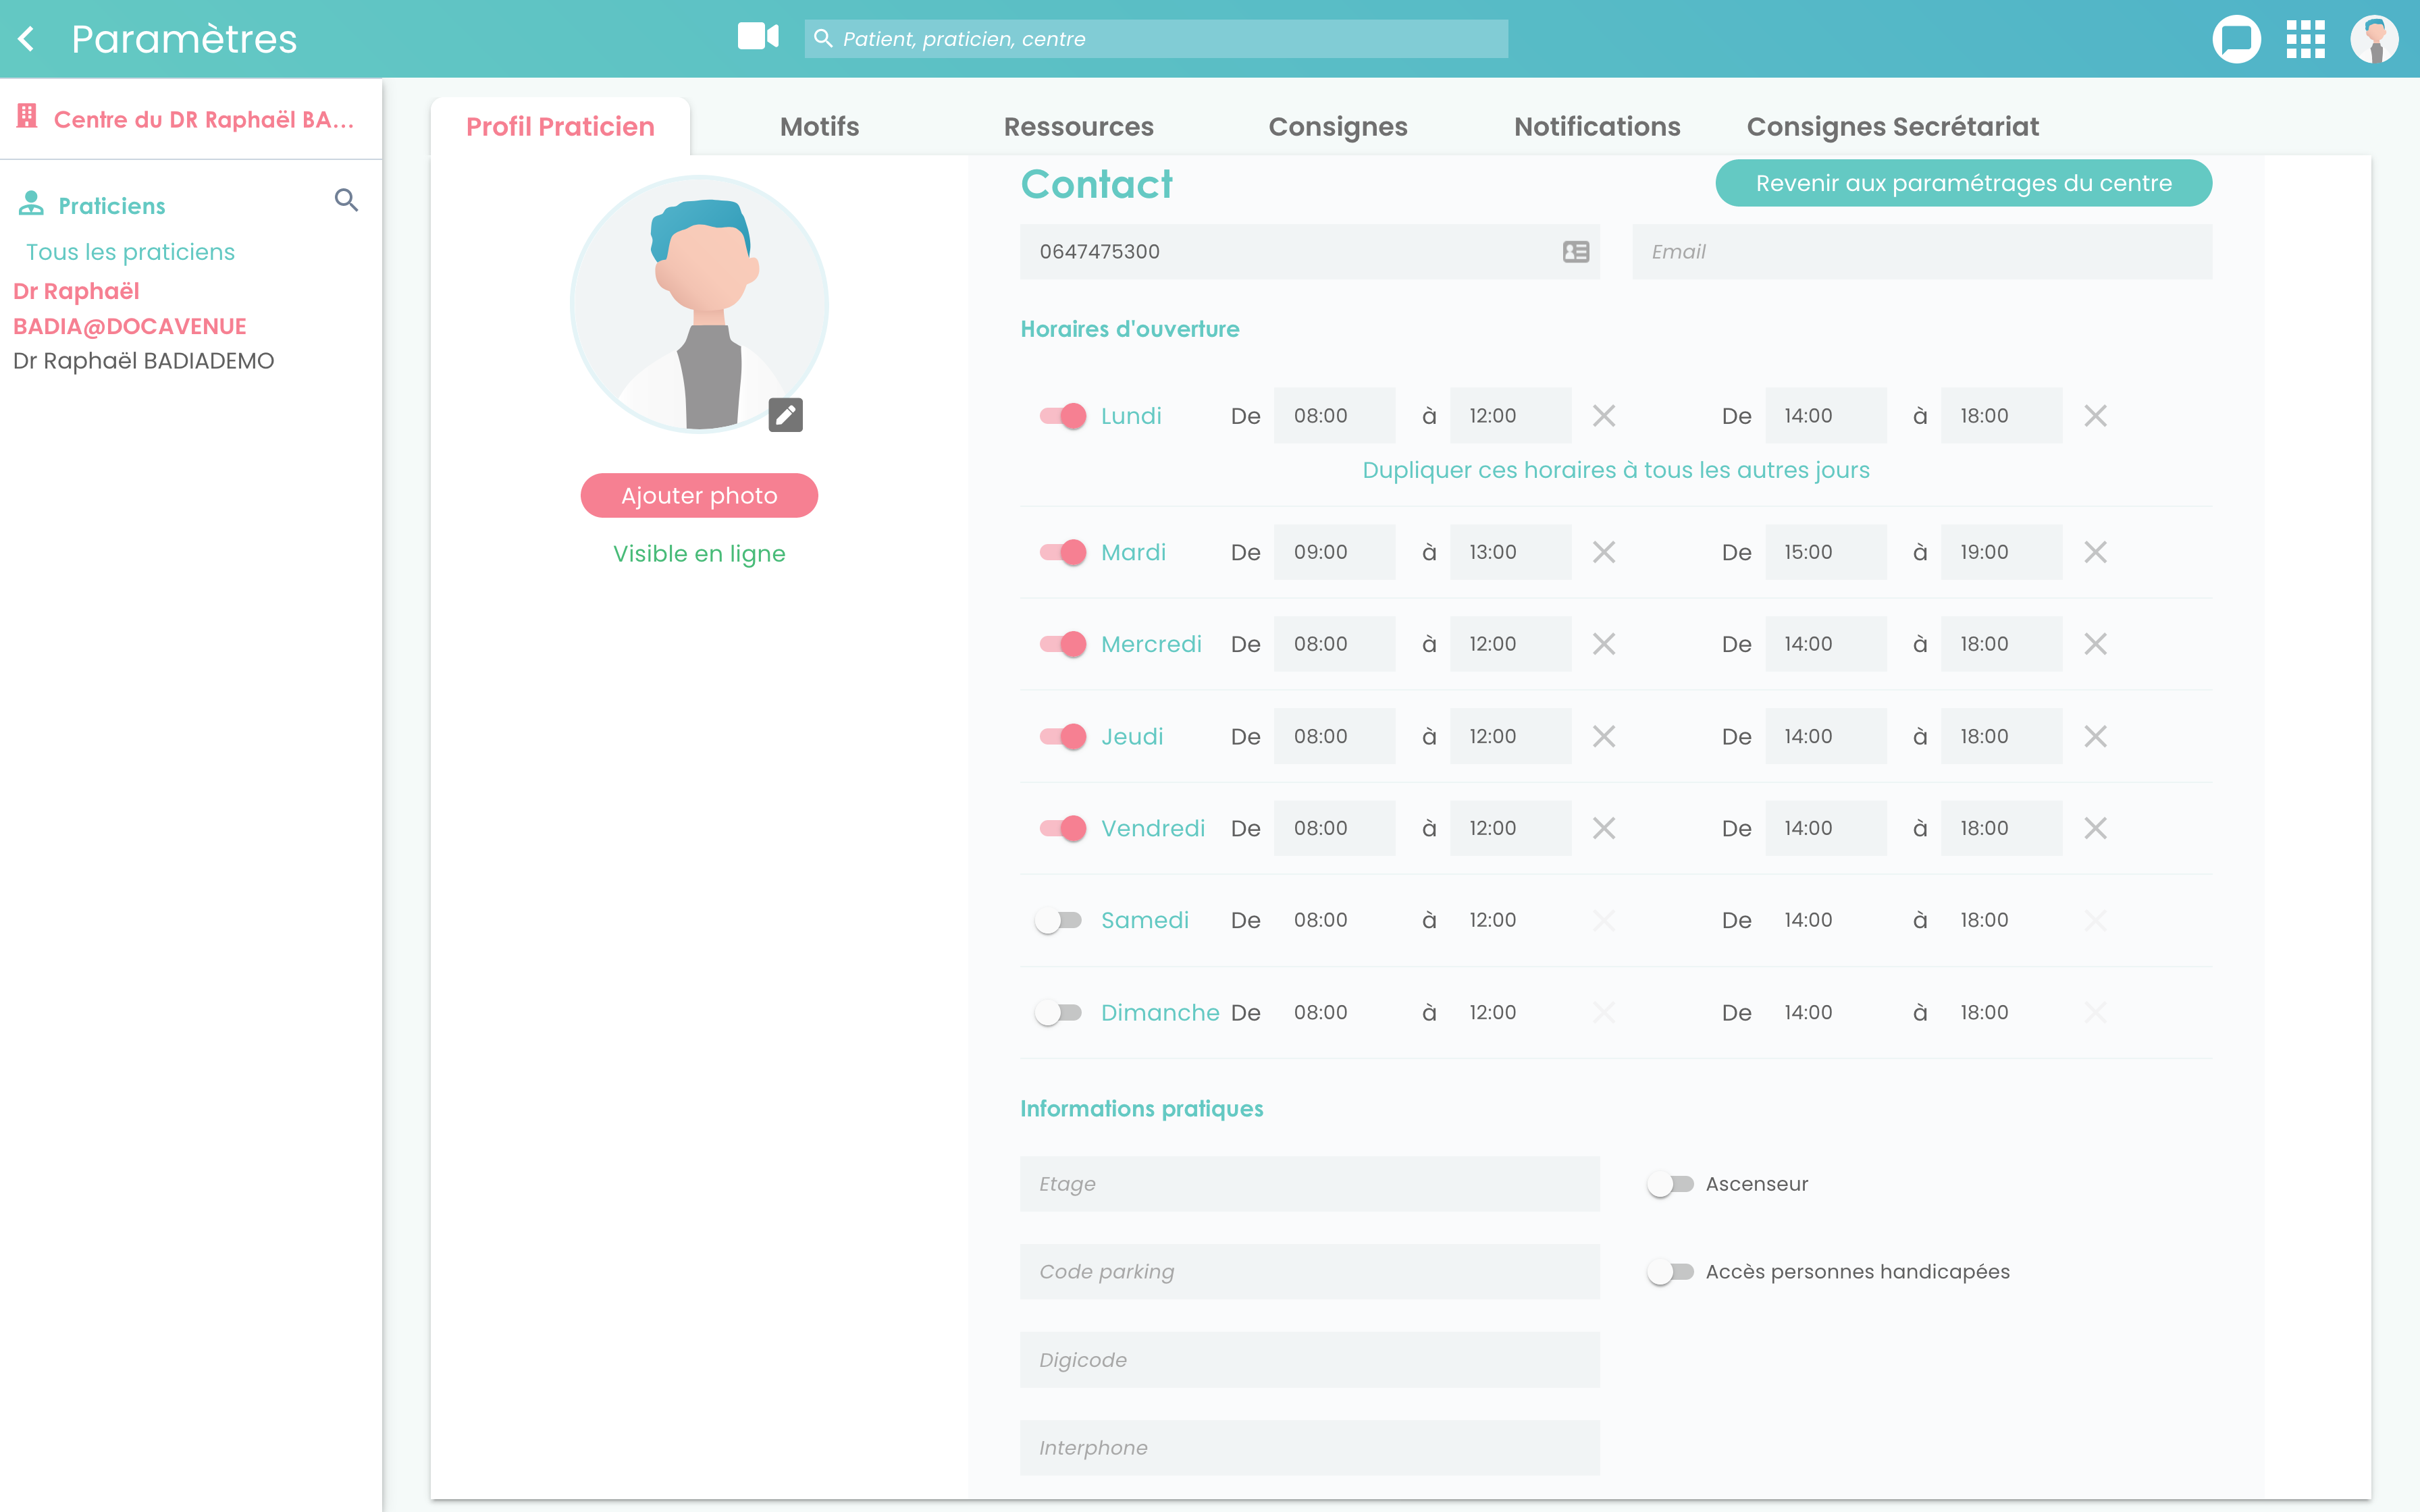 Paramètres
Patient, praticien, centre
Centre du DR Raphaël BA...
Praticiens
Tous les praticiens
Dr Raphaël
BADIA@DOCAVENUE
Dr Raphaël BADIADEMO
Profil Praticien
Motifs
Ressources
Consignes
Notifications
Consignes Secrétariat
Ajouter photo
Visible en ligne
Contact
Revenir aux paramétrages du centre
0647475300
Email
Horaires d'ouverture
Lundi De 08:00 à 12:00 De 14:00 à 18:00
Dupliquer ces horaires à tous les autres jours
Mardi De 09:00 à 13:00 De 15:00 à 19:00
Mercredi De 08:00 à 12:00 De 14:00 à 18:00
Jeudi De 08:00 à 12:00 De 14:00 à 18:00
Vendredi De 08:00 à 12:00 De 14:00 à 18:00
Samedi De 08:00 à 12:00 De 14:00 à 18:00
Dimanche De 08:00 à 12:00 De 14:00 à 18:00
Informations pratiques
Etage
Ascenseur
Code parking
Accès personnes handicapées
Digicode
Interphone